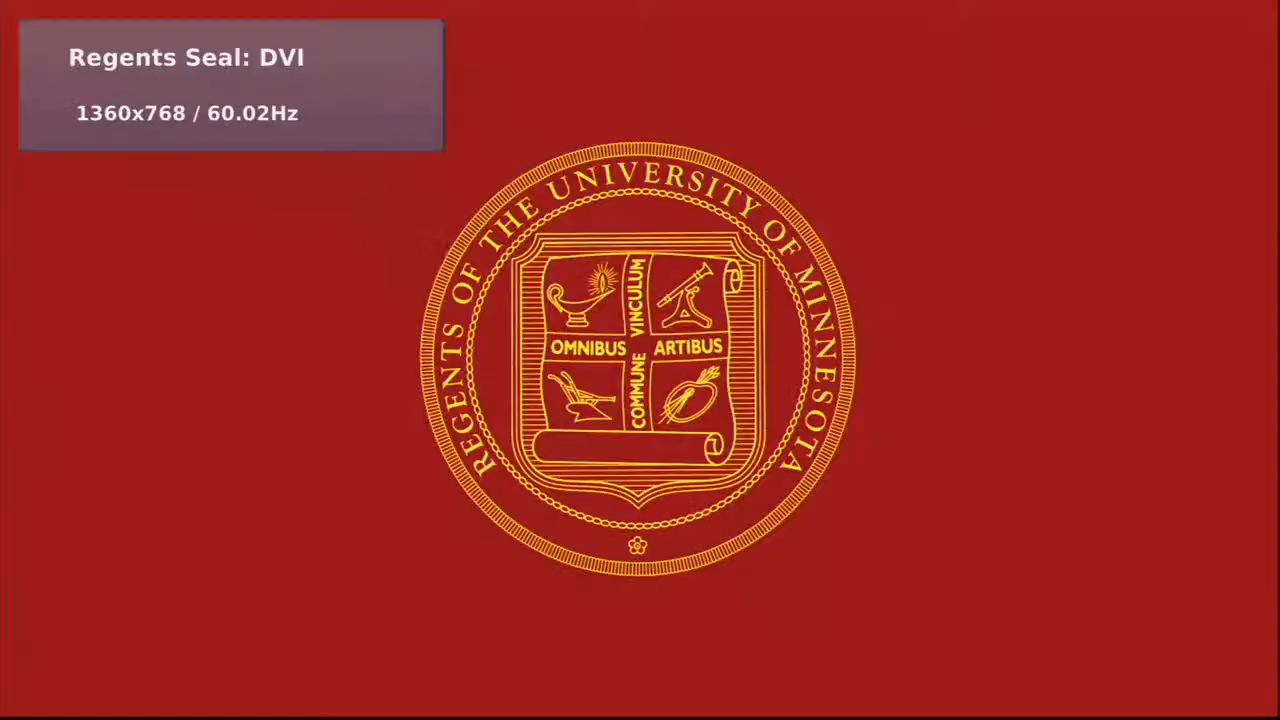 Regents Seal: DVI
1360x768 / 60.02Hz
REGENTS OF THE UNIVERSITY OF MINNESOTA
VINCULUM
OMNIBUS ARTIBUS
COMMUNE